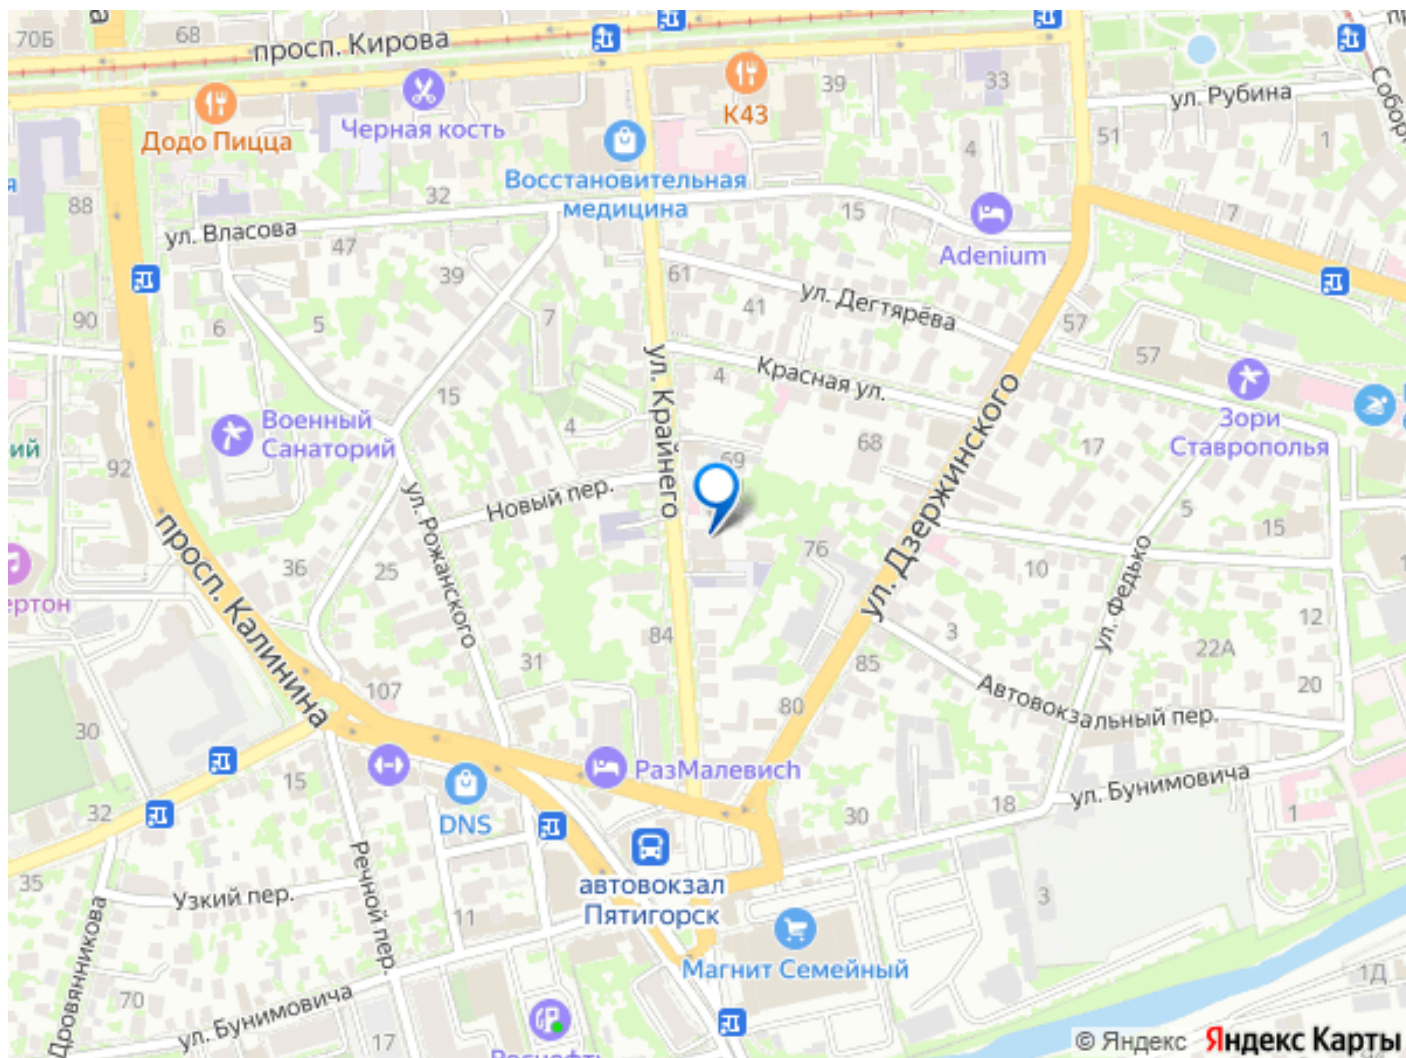 70Б
68
просп. Кирова
39
33
ул. Рубина
К43
Додо Пицца
Черная кость
51
1
4
Восстановительная
медицина
32
88
15
7
ул. Власова
47
Adenium
39
61
ул. Дегтярёва
41
57
90
6
5
7
57
ул. Крайнего
4
Красная ул.
15
Зори
Ставрополья
Военный
Санаторий
4
68
17
ий
92
69
ул. Дзержинского
Новый пер.
5
15
ул. Рожанского
просп. Калинина
76
36
25
10
ул. Федько
ертон
12
84
3
22А
31
85
20
107
Автовокзальный пер.
80
30
РазМалевич
15
ул. Бунимовича
18
32
DNS
30
1
автовокзал
Пятигорск
Речной пер.
35
Узкий пер.
3
11
Магнит Семейный
Дровянникова
70
1Д
ул. Бунимовича
17
© Яндекс Яндекс Карты